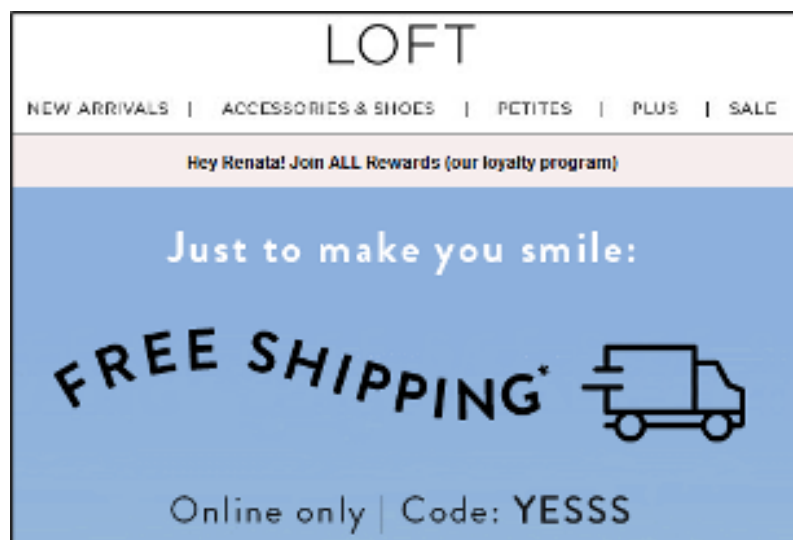 LOFT
NEW ARRIVALS | ACCESSORIES & SHOES | PETITES | PLUS | SALE
Hey Renata! Join ALL Rewards (our loyalty program)
Just to make you smile:
FREE SHIPPING*
Online only | Code: YESSS